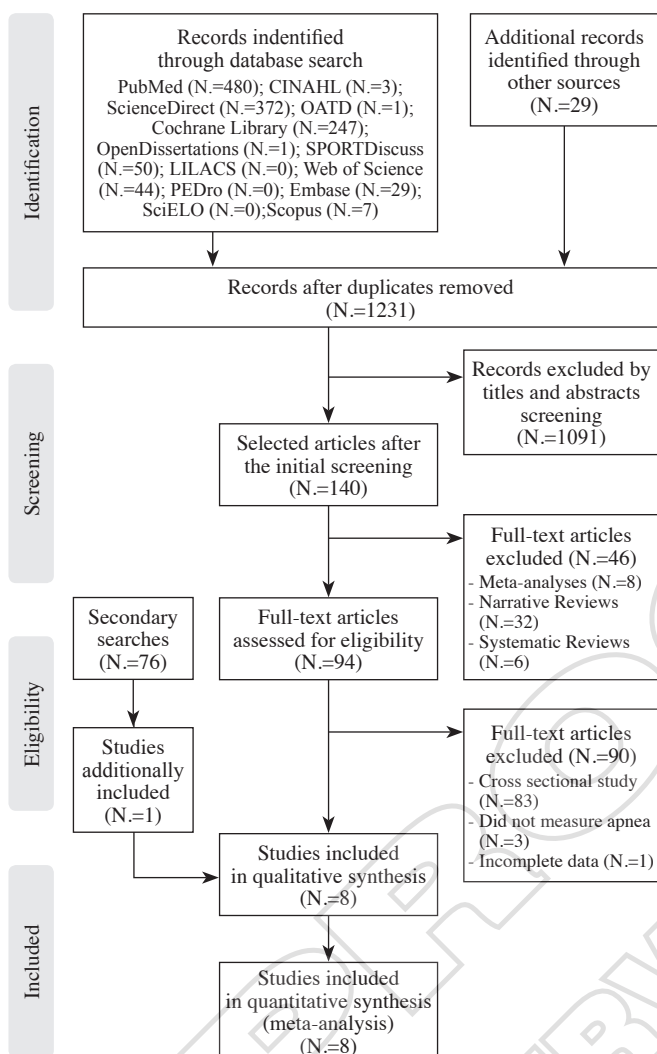 Identification
Records indentified
through database search
PubMed (N.=480); CINAHL (N.=3);
ScienceDirect (N.=372); OATD (N.=1);
Cochrane Library (N.=247);
OpenDissertations (N.=1); SPORTDiscuss
(N.=50); LILACS (N.=0); Web of Science
(N.=44); PEDro (N.=0); Embase (N.=29);
SciELO (N.=0);Scopus (N.=7)
Additional records
identified through
other sources
(N.=29)
Records after duplicates removed
(N.=1231)
Screening
Records excluded by
titles and abstracts
screening
(N.=1091)
Selected articles after
the initial screening
(N.=140)
Full-text articles
excluded (N.=46)
- Meta-analyses (N.=8)
- Narrative Reviews
(N.=32)
- Systematic Reviews
(N.=6)
Eligibility
Secondary
searches
(N.=76)
Full-text articles
assessed for eligibility
(N.=94)
Studies
additionally
included
(N.=1)
Full-text articles
excluded (N.=90)
- Cross sectional study
(N.=83)
- Did not measure apnea
(N.=3)
- Incomplete data (N.=1)
Studies included
in qualitative synthesis
(N.=8)
Included
Studies included
in quantitative synthesis
(meta-analysis)
(N.=8)